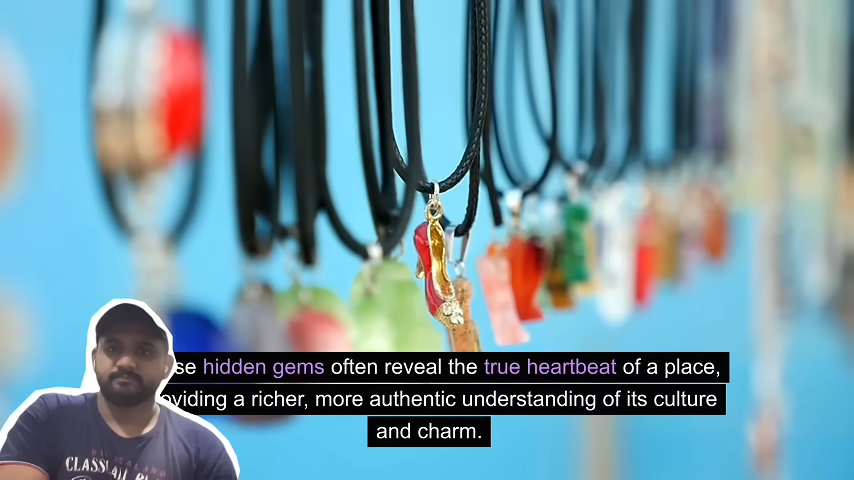 se hidden gems often reveal the true heartbeat of a place,
oviding a richer, more authentic understanding of its culture
and charm.
CLASS